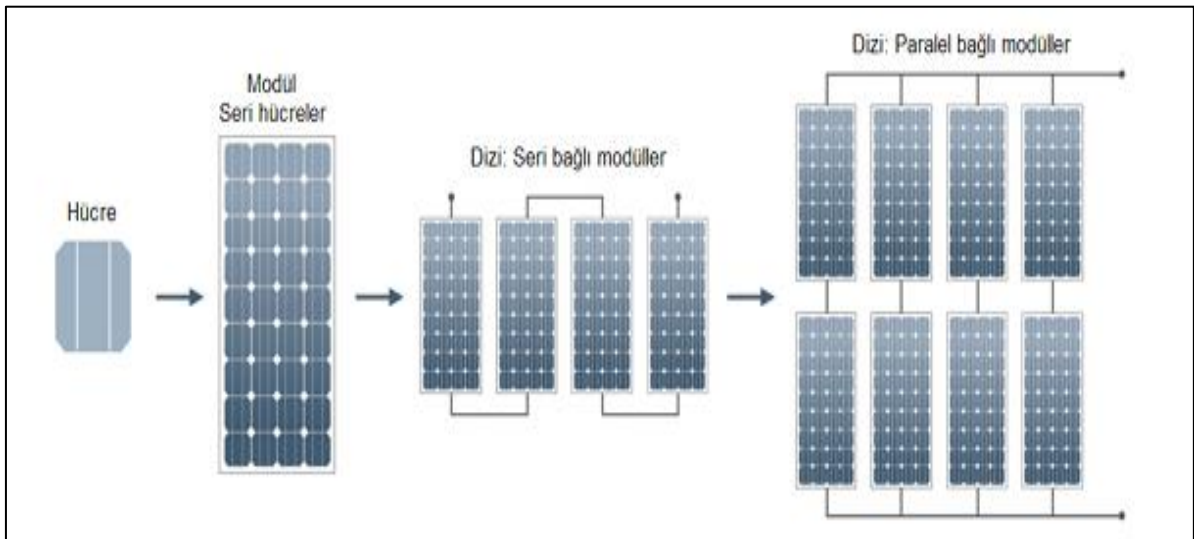 Hücre
Modül
Seri hücreler
Dizi: Seri bağlı modüller
Dizi: Paralel bağlı modüller